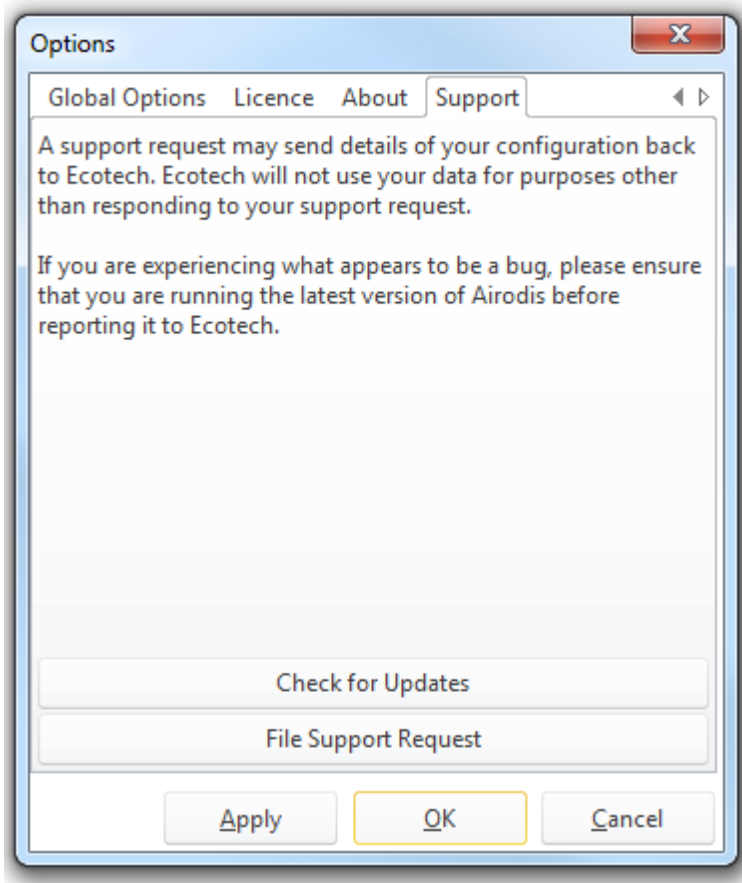 Options
Global Options Licence About Support
A support request may send details of your configuration back
to Ecotech. Ecotech will not use your data for purposes other
than responding to your support request.
If you are experiencing what appears to be a bug, please ensure
that you are running the latest version of Airodis before
reporting it to Ecotech.
Check for Updates
File Support Request
Apply OK Cancel